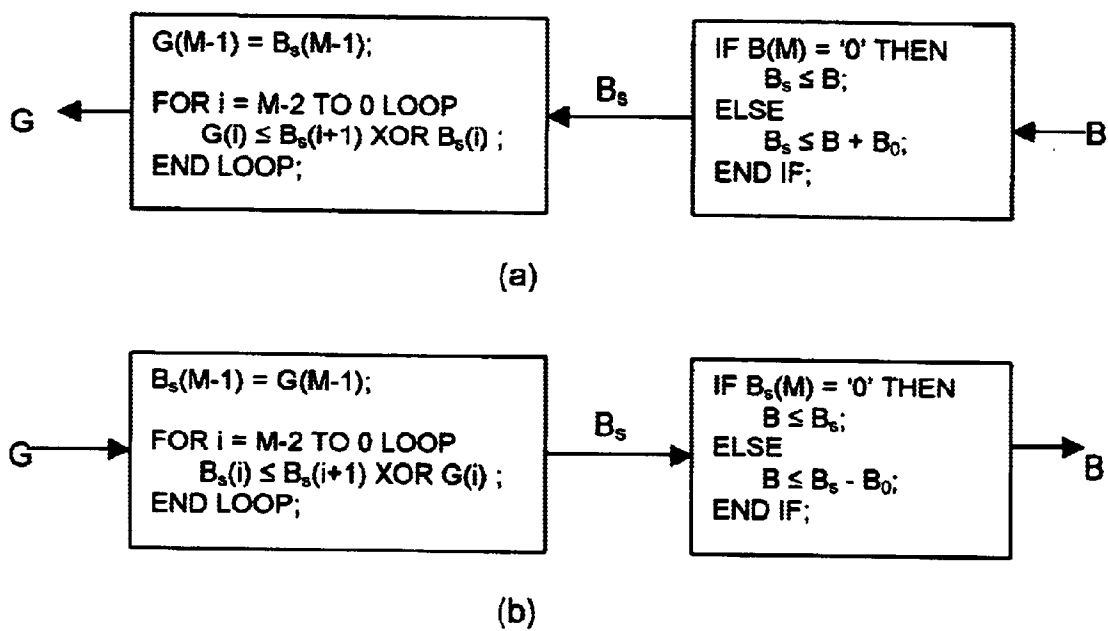 G(M-1) = Bₛ(M-1);
FOR i = M-2 TO 0 LOOP
G(i) ≤ Bₛ(i+1) XOR Bₛ(i) ;
END LOOP;
G
Bₛ
IF B(M) = '0' THEN
Bₛ ≤ B;
ELSE
Bₛ ≤ B + B₀;
END IF;
B
(a)
Bₛ(M-1) = G(M-1);
FOR i = M-2 TO 0 LOOP
Bₛ(i) ≤ Bₛ(i+1) XOR G(i) ;
END LOOP;
G
Bₛ
IF Bₛ(M) = '0' THEN
B ≤ Bₛ;
ELSE
B ≤ Bₛ - B₀;
END IF;
B
(b)